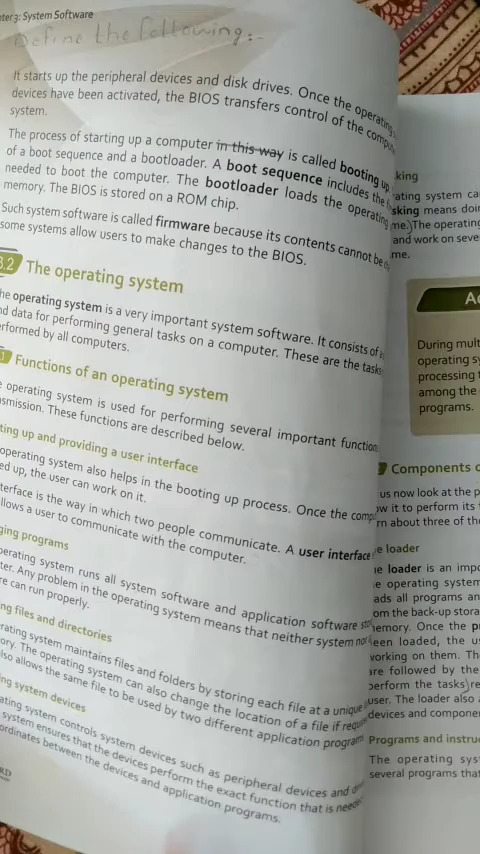 ter 3: System Software
Define the following:-
It starts up the peripheral devices and disk drives. Once the operating
devices have been activated, the BIOS transfers control of the
system.
The process of starting up a computer in this way is called booting up.
of a boot sequence and a bootloader. A boot sequence includes the
needed to boot the computer. The bootloader loads the operating
memory. The BIOS is stored on a ROM chip.
Such system software is called firmware because its contents cannot be
some systems allow users to make changes to the BIOS.
3.2 The operating system
he operating system is a very important system software. It consists of
nd data for performing general tasks on a computer. These are the tasks
rformed by all computers.
Functions of an operating system
e operating system is used for performing several important function
smission. These functions are described below.
ting up and providing a user interface
operating system also helps in the booting up process. Once the
ed up, the user can work on it.
terface is the way in which two people communicate. A user interface
llows a user to communicate with the computer.
ging programs
perating system runs all system software and application software
ter. Any problem in the operating system means that neither system nor
re can run properly.
ng files and directories
rating system maintains files and folders by storing each file at a unique
ory. The operating system can also change the location of a file if
lso allows the same file to be used by two different application program
ng system devices
ating system controls system devices such as peripheral devices and
system ensures that the devices perform the exact function that is
ordinates between the devices and application programs.
RD
king
rating system ca
sking means doi
me. The operating
and work on seve
me.
Ac
During mult
operating sy
processing
among the
programs.
Components o
us now look at the p
ow it to perform its
rn about three of th
e loader
e loader is an impo
e operating system
ads all programs an
om the back-up stora
emory. Once the p
een loaded, the us
working on them. Th
are followed by the
perform the tasks re
user. The loader also
devices and componen
Programs and instru
The operating sys
several programs that